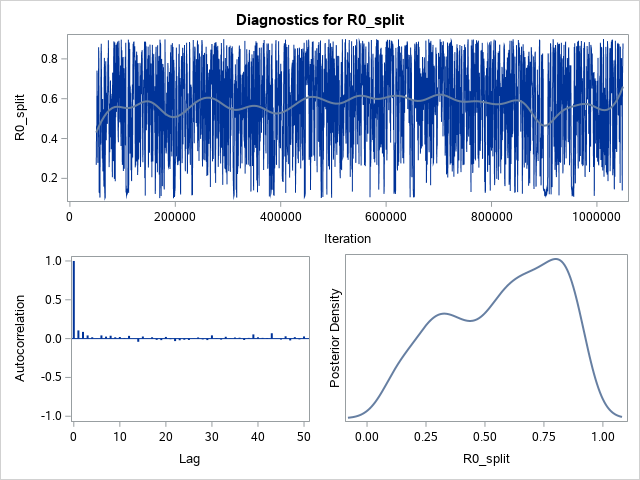 Diagnostics for R0_split
R0_split
0.8
0.6
0.4
0.2
0 200000 400000 600000 800000 1000000
Iteration
Autocorrelation
1.0
0.5
0.0
-0.5
-1.0
0 10 20 30 40 50
Lag
Posterior Density
0.00 0.25 0.50 0.75 1.00
R0_split